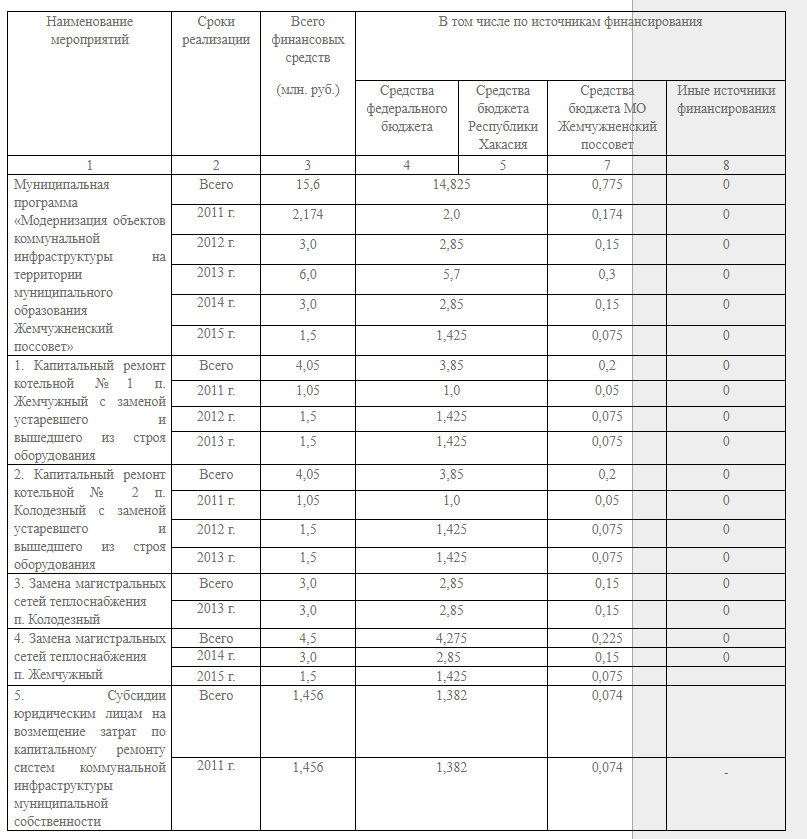 Наименование
мероприятий
Сроки
реализации
Всего
финансовых
средств
(млн. руб.)
В том числе по источникам финансирования
Средства
федерального
бюджета
Средства
бюджета
Республики
Хакасия
Средства
бюджета МО
Жемчужненский
поссовет
Иные источники
финансирования
1 2 3 4 5 7 8
Муниципальная
программа
«Модернизация объектов
коммунальной
инфраструктуры на
территории
муниципального
образования
Жемчужненский
поссовет»
Всего 15,6 14,825 0,775 0
2011 г. 2,174 2,0 0,174 0
2012 г. 3,0 2,85 0,15 0
2013 г. 6,0 5,7 0,3 0
2014 г. 3,0 2,85 0,15 0
2015 г. 1,5 1,425 0,075 0
1. Капитальный ремонт
котельной № 1 п.
Жемчужный с заменой
устаревшего и
вышедшего из строя
оборудования
Всего 4,05 3,85 0,2 0
2011 г. 1,05 1,0 0,05 0
2012 г. 1,5 1,425 0,075 0
2013 г. 1,5 1,425 0,075 0
2. Капитальный ремонт
котельной № 2 п.
Колодезный с заменой
устаревшего и
вышедшего из строя
оборудования
Всего 4,05 3,85 0,2 0
2011 г. 1,05 1,0 0,05 0
2012 г. 1,5 1,425 0,075 0
2013 г. 1,5 1,425 0,075 0
3. Замена магистральных
сетей теплоснабжения
п. Колодезный
Всего 3,0 2,85 0,15 0
2013 г. 3,0 2,85 0,15 0
4. Замена магистральных
сетей теплоснабжения
п. Жемчужный
Всего 4,5 4,275 0,225 0
2014 г. 3,0 2,85 0,15 0
2015 г. 1,5 1,425 0,075
5. Субсидии
юридическим лицам на
возмещение затрат по
капитальному ремонту
систем коммунальной
инфраструктуры
муниципальной
собственности
Всего 1,456 1,382 0,074
2011 г. 1,456 1,382 0,074 -